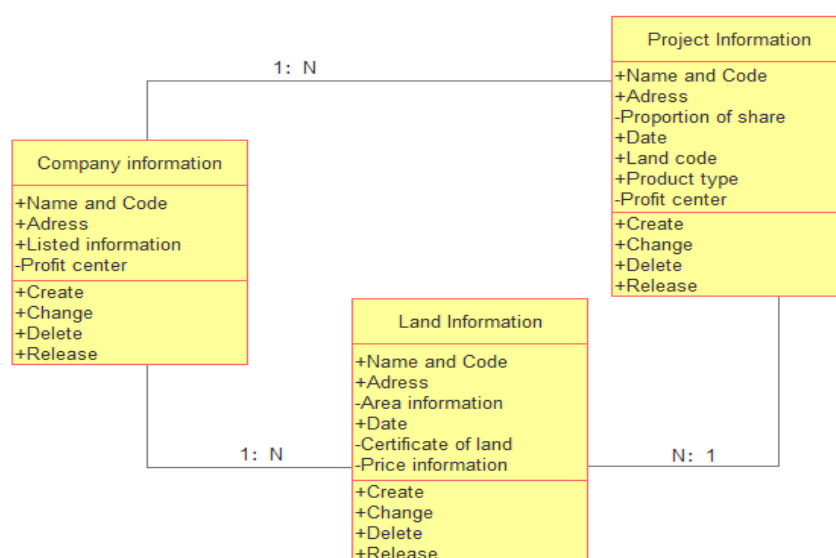 Project Information
+Name and Code
+Adress
-Proportion of share
+Date
+Land code
+Product type
-Profit center
+Create
+Change
+Delete
+Release
1: N
Company information
+Name and Code
+Adress
+Listed information
-Profit center
+Create
+Change
+Delete
+Release
Land Information
+Name and Code
+Adress
-Area information
+Date
-Certificate of land
-Price information
+Create
+Change
+Delete
+Release
1: N
N: 1